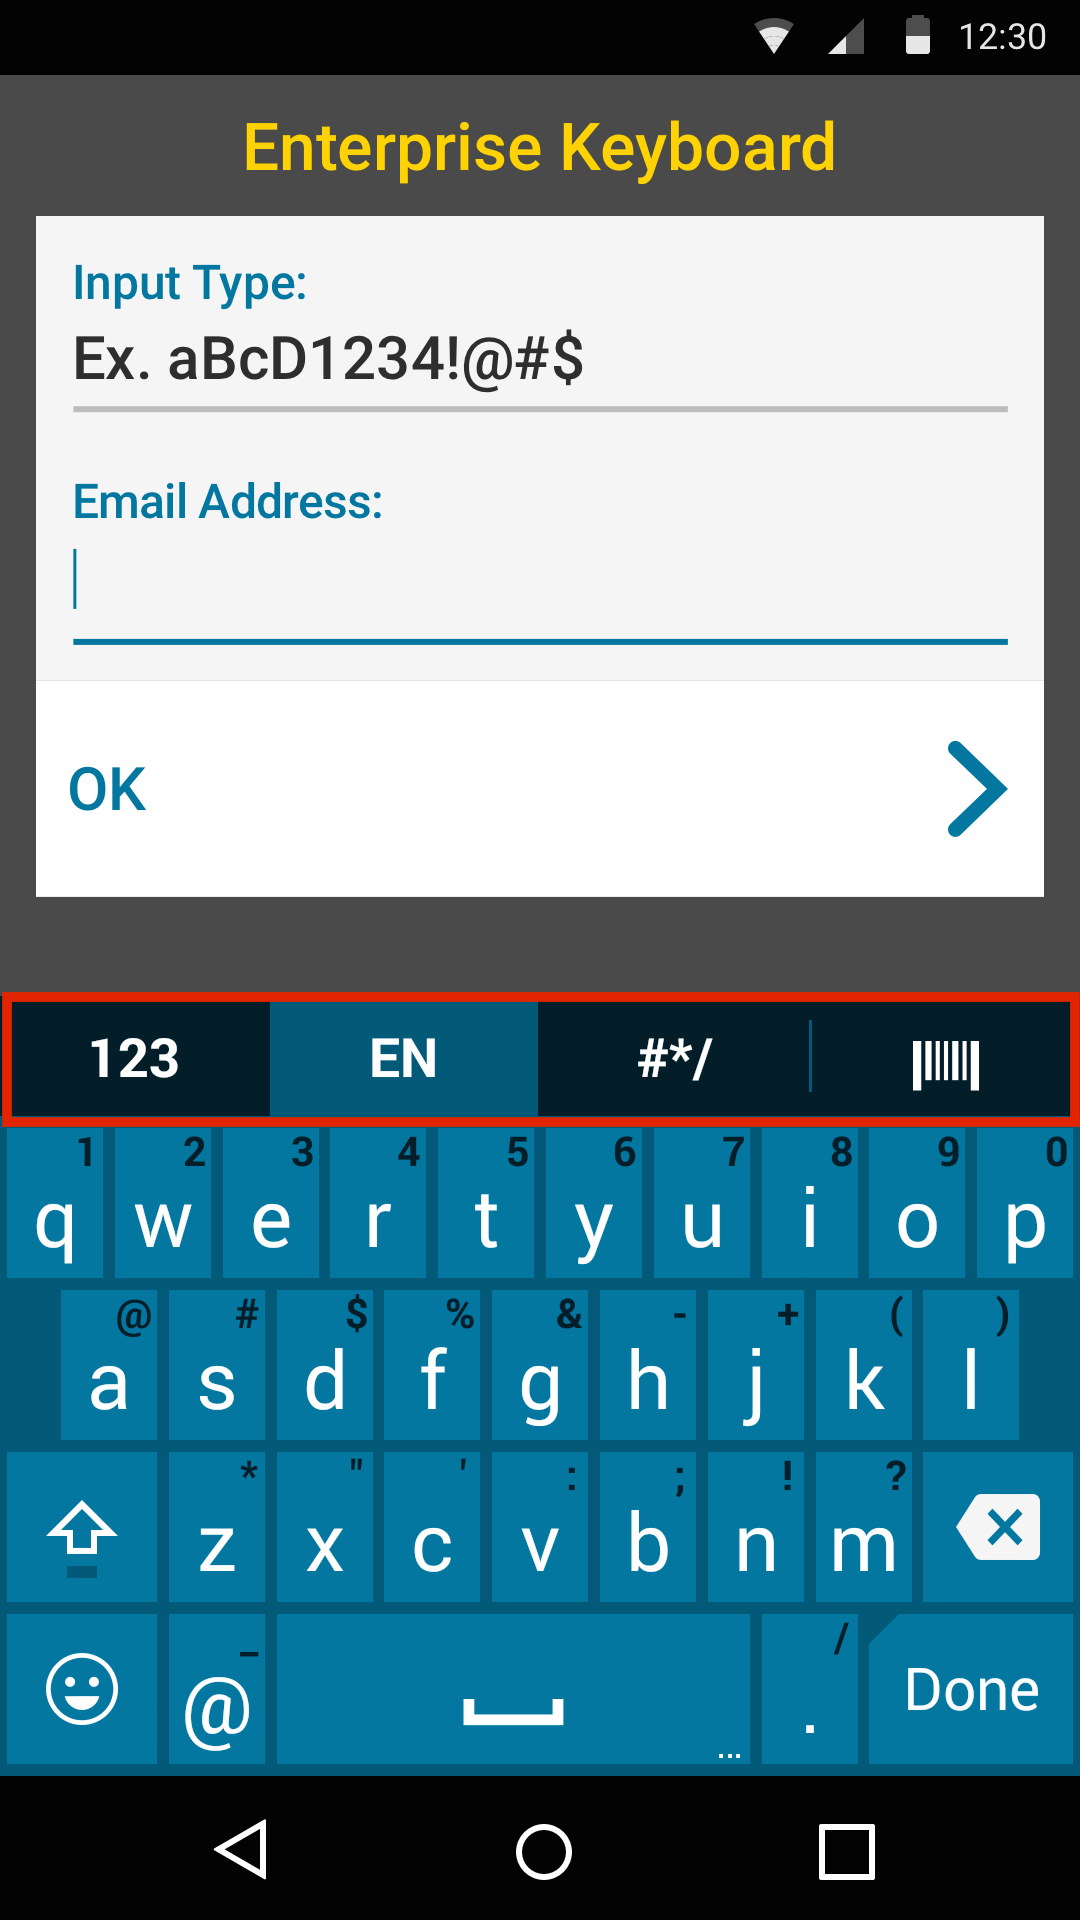 12:30
Enterprise Keyboard
Input Type:
Ex. aBcD1234!@#$
Email Address:
OK
123 EN #*/
1 2 3 4 5 6 7 8 9 0
q w e r t y u i o p
@ # $ % & - + ( )
a s d f g h j k l
* " ' : ; ! ?
z x c v b n m
_ /
@ . Done
...